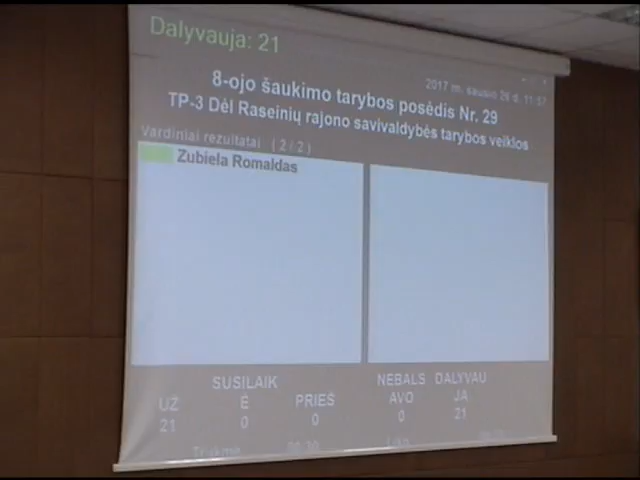 Dalyvauja: 21
2017 m. sausio 26 d. 11:37
8-ojo šaukimo tarybos posėdis Nr. 29
TP-3 Dėl Raseinių rajono savivaldybės tarybos veiklos
Vardiniai rezultatai (2 / 2)
Zubiela Romaldas
UŽ SUSILAIK Ė PRIEŠ NEBALS AVO DALYVAU JA
21 0 0 0 21